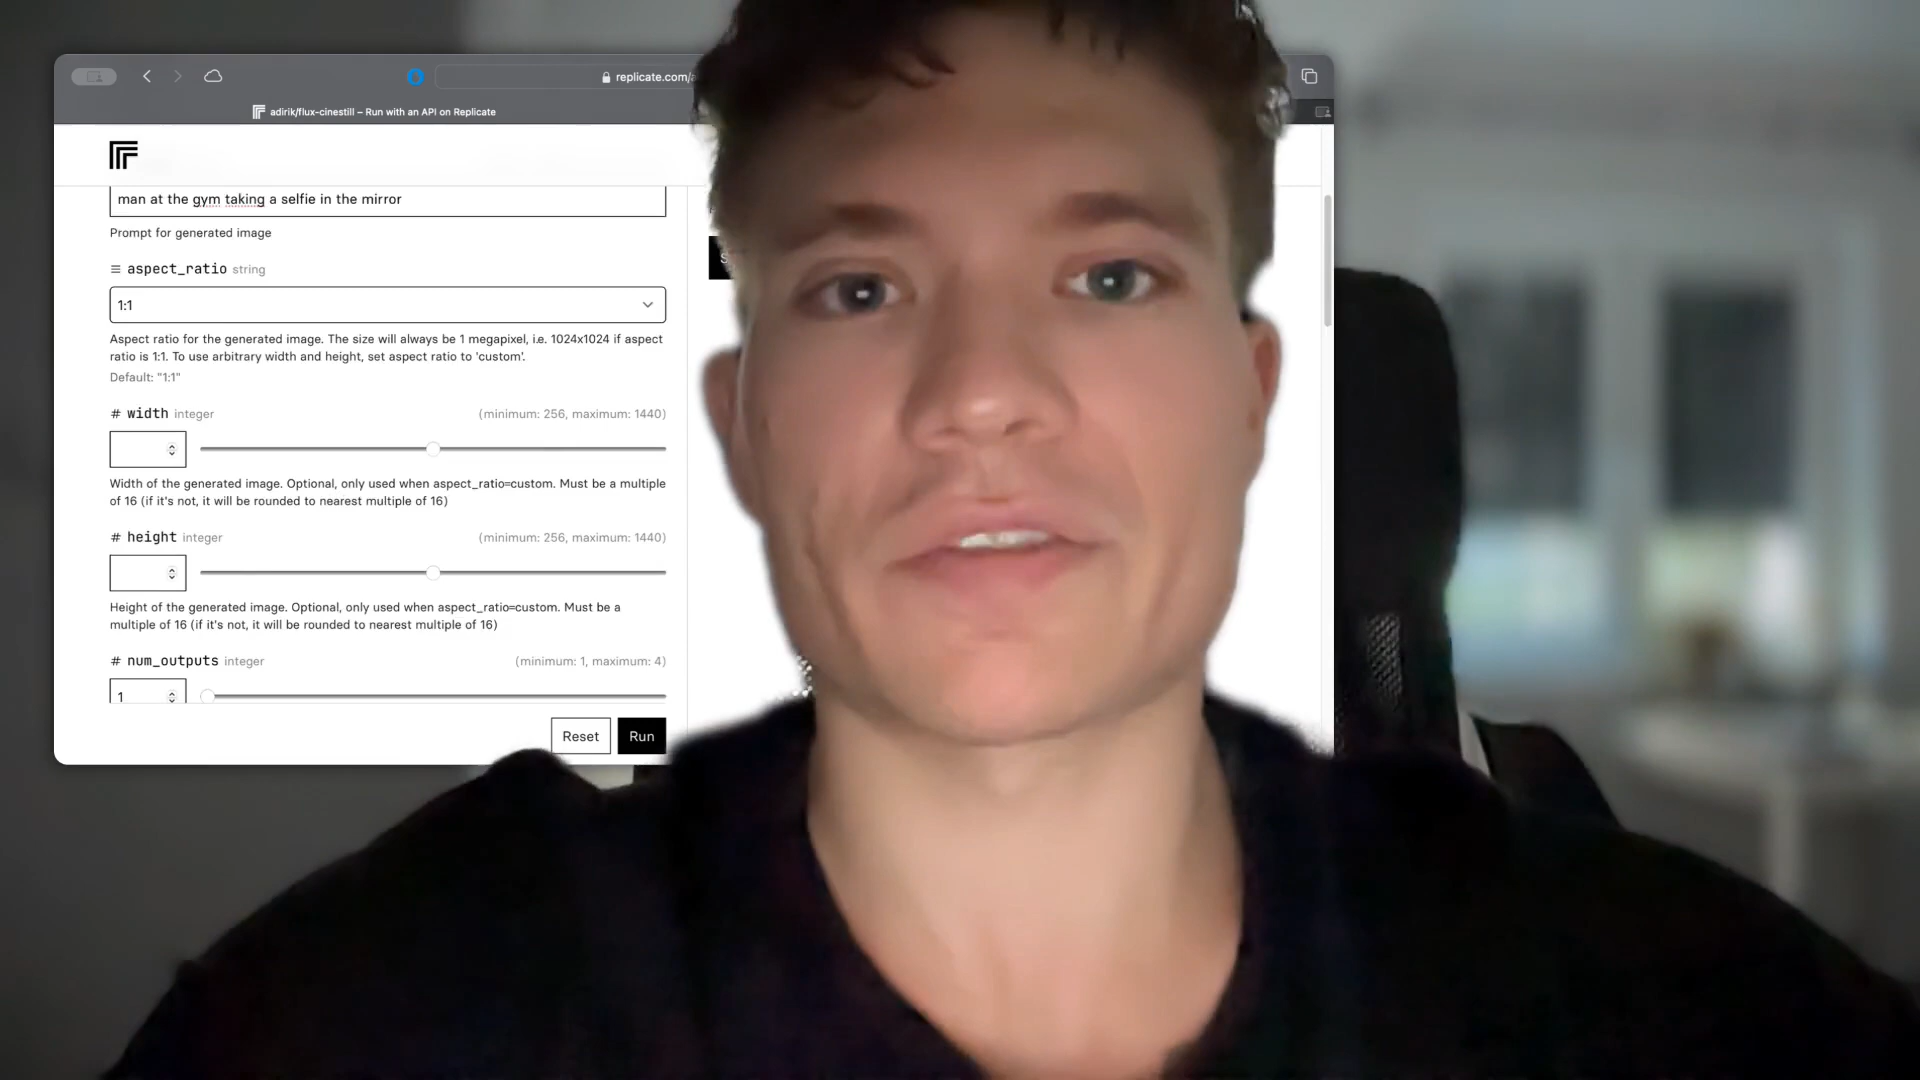 replicate.com/a
adirik/flux-cinestill – Run with an API on Replicate
man at the gym taking a selfie in the mirror
Prompt for generated image
aspect_ratio string
1:1
Aspect ratio for the generated image. The size will always be 1 megapixel, i.e. 1024x1024 if aspect
ratio is 1:1. To use arbitrary width and height, set aspect ratio to 'custom'.
Default: "1:1"
# width integer (minimum: 256, maximum: 1440)
Width of the generated image. Optional, only used when aspect_ratio=custom. Must be a multiple
of 16 (if it's not, it will be rounded to nearest multiple of 16)
# height integer (minimum: 256, maximum: 1440)
Height of the generated image. Optional, only used when aspect_ratio=custom. Must be a
multiple of 16 (if it's not, it will be rounded to nearest multiple of 16)
# num_outputs integer (minimum: 1, maximum: 4)
1
Reset Run